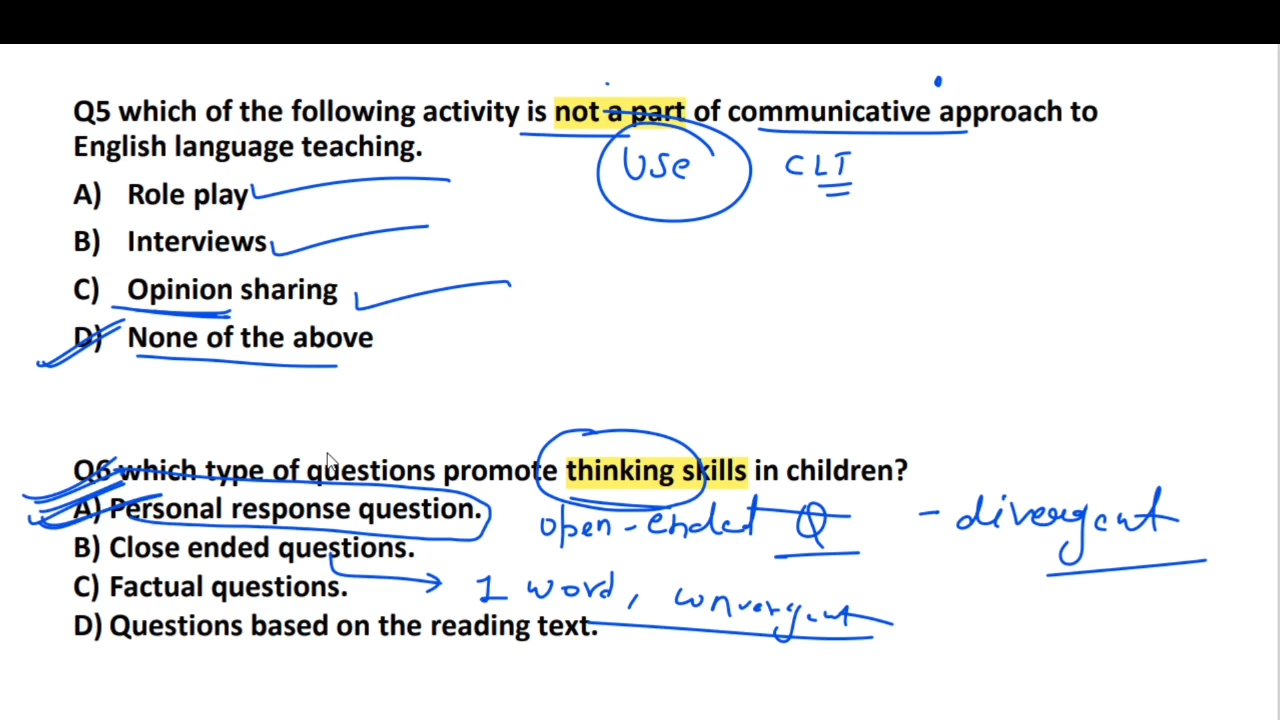 Q5 which of the following activity is not a part of communicative approach to
English language teaching.
use CLT
A) Role play
B) Interviews
C) Opinion sharing
D) None of the above
Q6 which type of questions promote thinking skills in children?
A) Personal response question.
open-ended Q - divergent
B) Close ended questions.
C) Factual questions.
1 word, convergent
D) Questions based on the reading text.